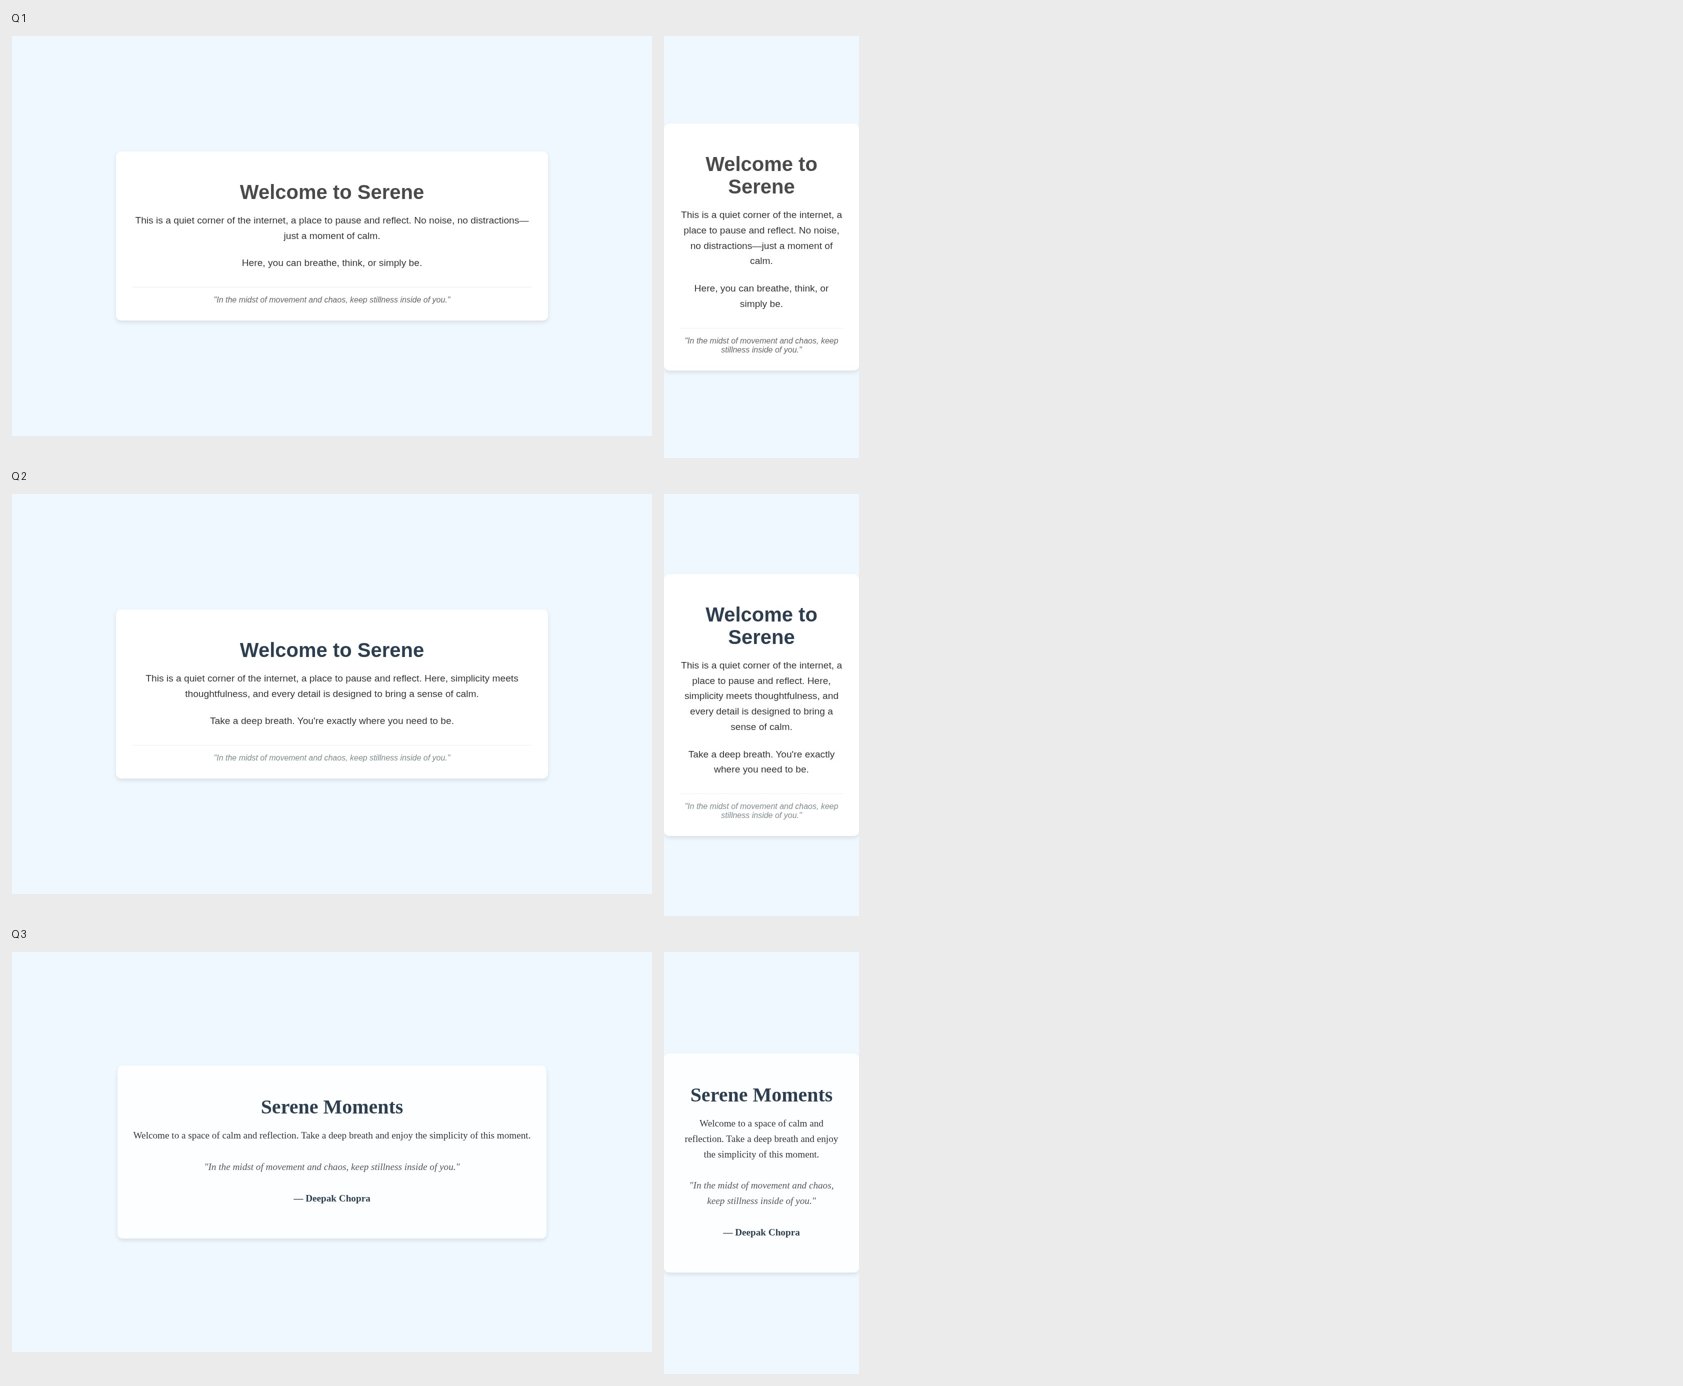 Q1
Welcome to Serene
This is a quiet corner of the internet, a place to pause and reflect. No noise, no distractions—
just a moment of calm.
Here, you can breathe, think, or simply be.
"In the midst of movement and chaos, keep stillness inside of you."
Welcome to
Serene
This is a quiet corner of the internet, a
place to pause and reflect. No noise,
no distractions—just a moment of
calm.
Here, you can breathe, think, or
simply be.
"In the midst of movement and chaos, keep
stillness inside of you."
Q2
Welcome to Serene
This is a quiet corner of the internet, a place to pause and reflect. Here, simplicity meets
thoughtfulness, and every detail is designed to bring a sense of calm.
Take a deep breath. You're exactly where you need to be.
"In the midst of movement and chaos, keep stillness inside of you."
Welcome to
Serene
This is a quiet corner of the internet, a
place to pause and reflect. Here,
simplicity meets thoughtfulness, and
every detail is designed to bring a
sense of calm.
Take a deep breath. You're exactly
where you need to be.
"In the midst of movement and chaos, keep
stillness inside of you."
Q3
Serene Moments
Welcome to a space of calm and reflection. Take a deep breath and enjoy the simplicity of this moment.
"In the midst of movement and chaos, keep stillness inside of you."
— Deepak Chopra
Serene Moments
Welcome to a space of calm and
reflection. Take a deep breath and enjoy
the simplicity of this moment.
"In the midst of movement and chaos,
keep stillness inside of you."
— Deepak Chopra